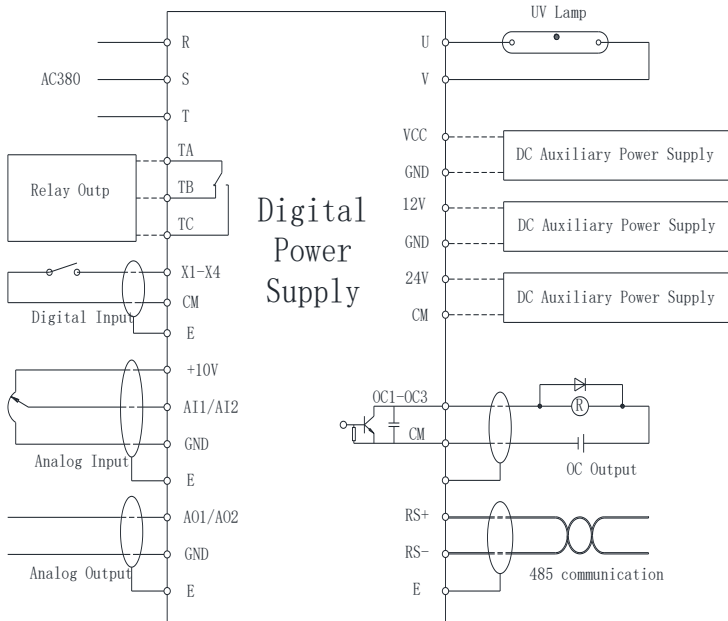 UV Lamp
R
U
AC380
S
V
T
TA
VCC
DC Auxiliary Power Supply
Relay Outp
TB
GND
TC
Digital
Power
Supply
12V
DC Auxiliary Power Supply
GND
X1-X4
24V
DC Auxiliary Power Supply
CM
CM
Digital Input
E
+10V
OC1-OC3
R
AI1/AI2
CM
GND
Analog Input
OC Output
E
AO1/AO2
RS+
GND
RS-
Analog Output
485 communication
E
E